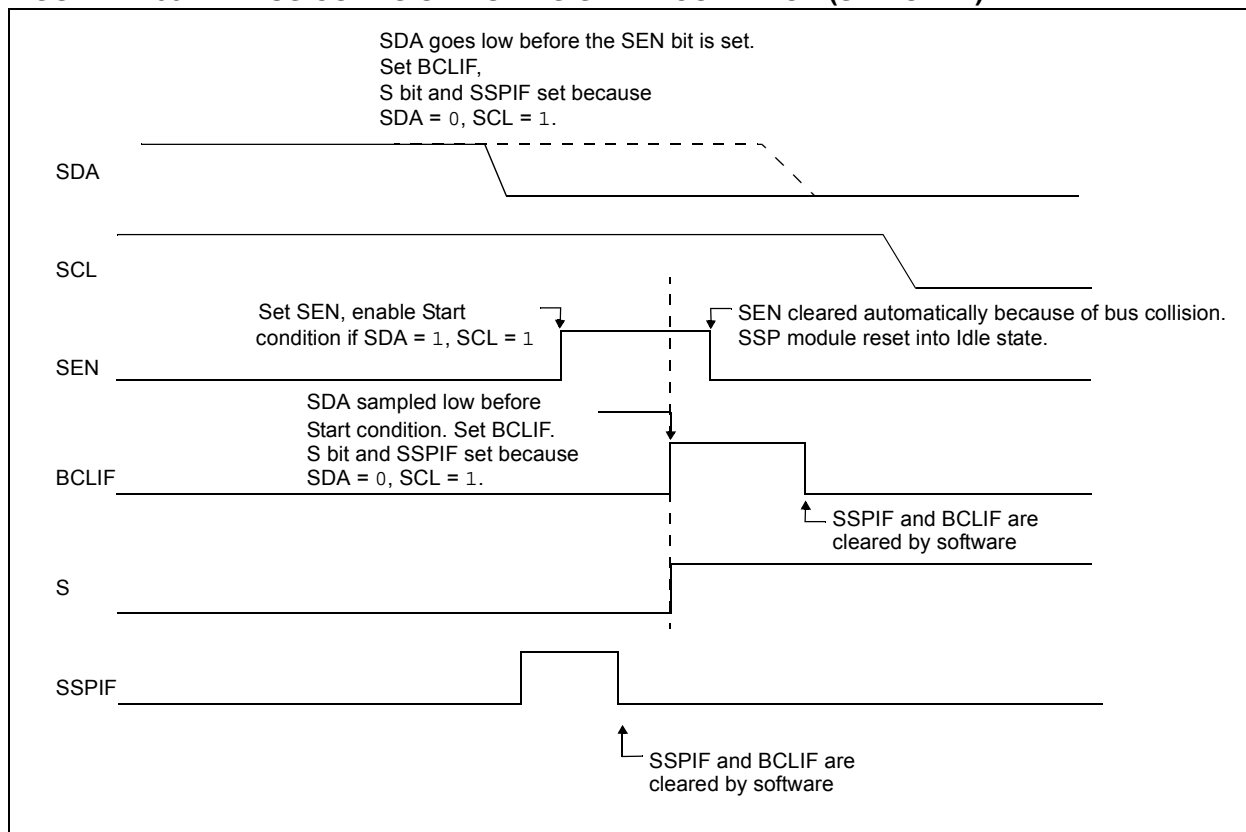 SDA goes low before the SEN bit is set.
Set BCLIF,
S bit and SSPIF set because
SDA = 0, SCL = 1.
SDA
SCL
Set SEN, enable Start
condition if SDA = 1, SCL = 1
SEN cleared automatically because of bus collision.
SSP module reset into Idle state.
SEN
SDA sampled low before
Start condition. Set BCLIF.
S bit and SSPIF set because
SDA = 0, SCL = 1.
BCLIF
SSPIF and BCLIF are
cleared by software
S
SSPIF
SSPIF and BCLIF are
cleared by software